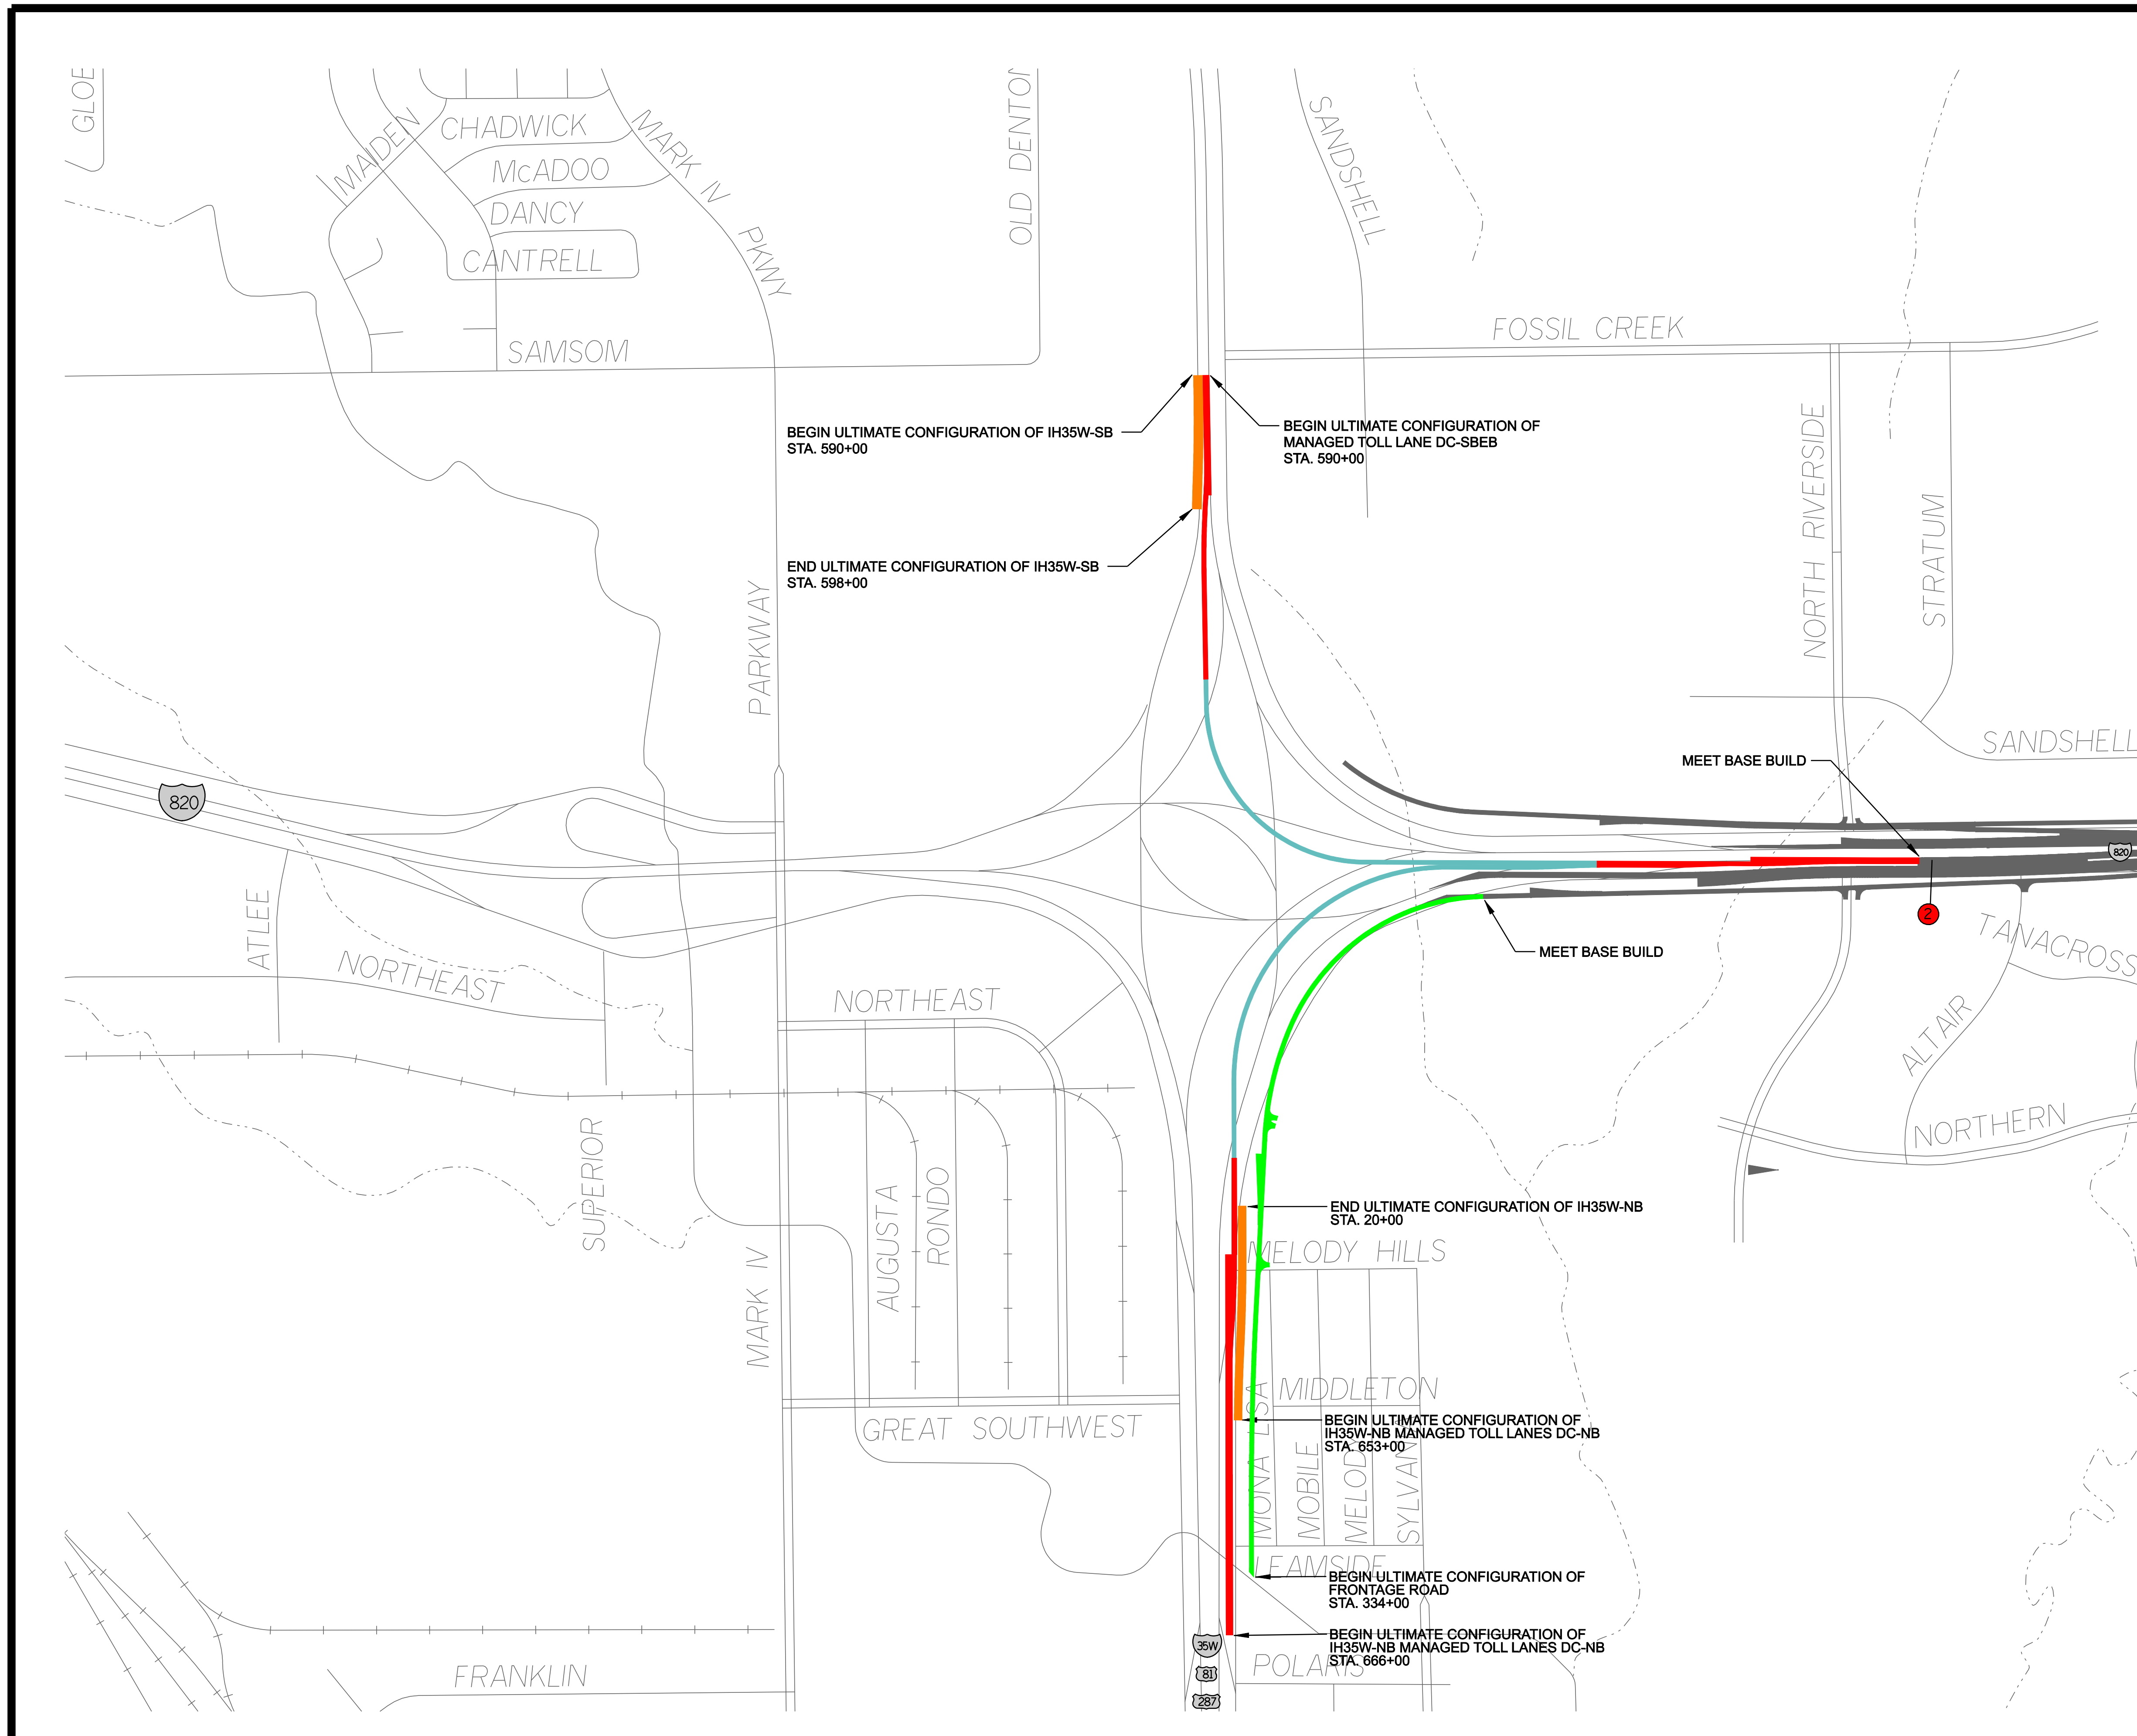 GLOE
MAIDEN
CHADWICK
McADOO
DANCY
CANTRELL
SAMSOM
MARK IV PKWY
OLD DENTON
SANDSHELL
FOSSIL CREEK
BEGIN ULTIMATE CONFIGURATION OF IH35W-SB
STA. 590+00
BEGIN ULTIMATE CONFIGURATION OF
MANAGED TOLL LANE DC-SBEB
STA. 590+00
END ULTIMATE CONFIGURATION OF IH35W-SB
STA. 598+00
NORTH RIVERSIDE
STRATUM
PARKWAY
820
SANDSHELL
MEET BASE BUILD
820
2
MEET BASE BUILD
TANACROSS
ATLEE
NORTHEAST
NORTHEAST
ALTAIR
NORTHERN
SUPERIOR
AUGUSTA
RONDO
MARK IV
END ULTIMATE CONFIGURATION OF IH35W-NB
STA. 20+00
MELODY HILLS
MIDDLETON
GREAT SOUTHWEST
BEGIN ULTIMATE CONFIGURATION OF
IH35W-NB MANAGED TOLL LANES DC-NB
STA. 653+00
MONA LISA
MOBILE
MELODY
SYLVANIA
LEAMSIDE
BEGIN ULTIMATE CONFIGURATION OF
FRONTAGE ROAD
STA. 334+00
BEGIN ULTIMATE CONFIGURATION OF
IH35W-NB MANAGED TOLL LANES DC-NB
STA. 666+00
35W
81
287
POLARIS
FRANKLIN